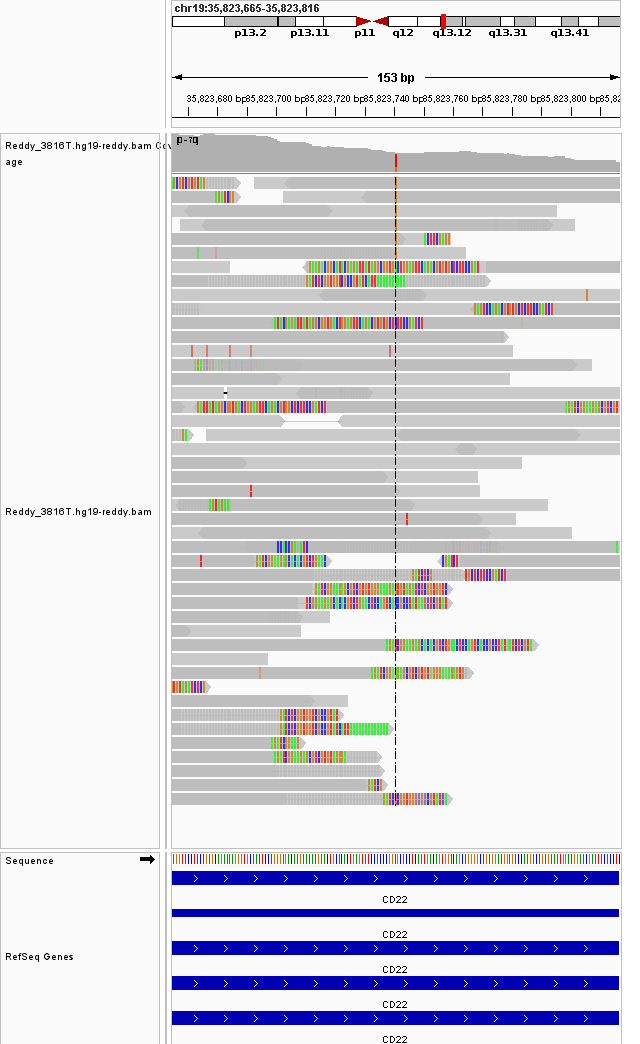 chr19:35,823,665-35,823,816
p13.2 p13.11 p11 q12 q13.12 q13.31 q13.41
153 bp
35,823,680 bp 35,823,700 bp 35,823,720 bp 35,823,740 bp 35,823,760 bp 35,823,780 bp 35,823,800 bp 35,82
Reddy_3816T.hg19-reddy.bam Cov
age
Reddy_3816T.hg19-reddy.bam
Sequence
CD22
CD22
RefSeq Genes
CD22
CD22
CD22